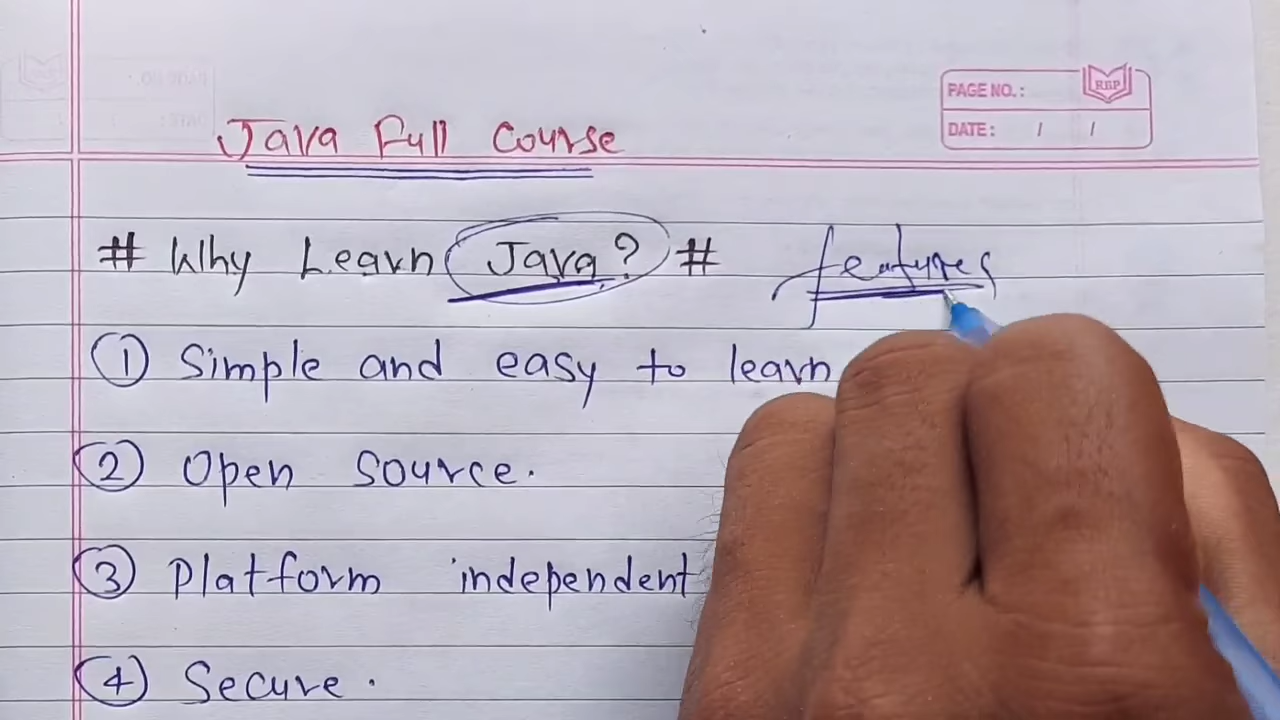 PAGE NO.:
RBP
DATE: / /
Java Full Course
# Why Learn Java? # features
① Simple and easy to learn
② Open source.
③ Platform independent
④ Secure.